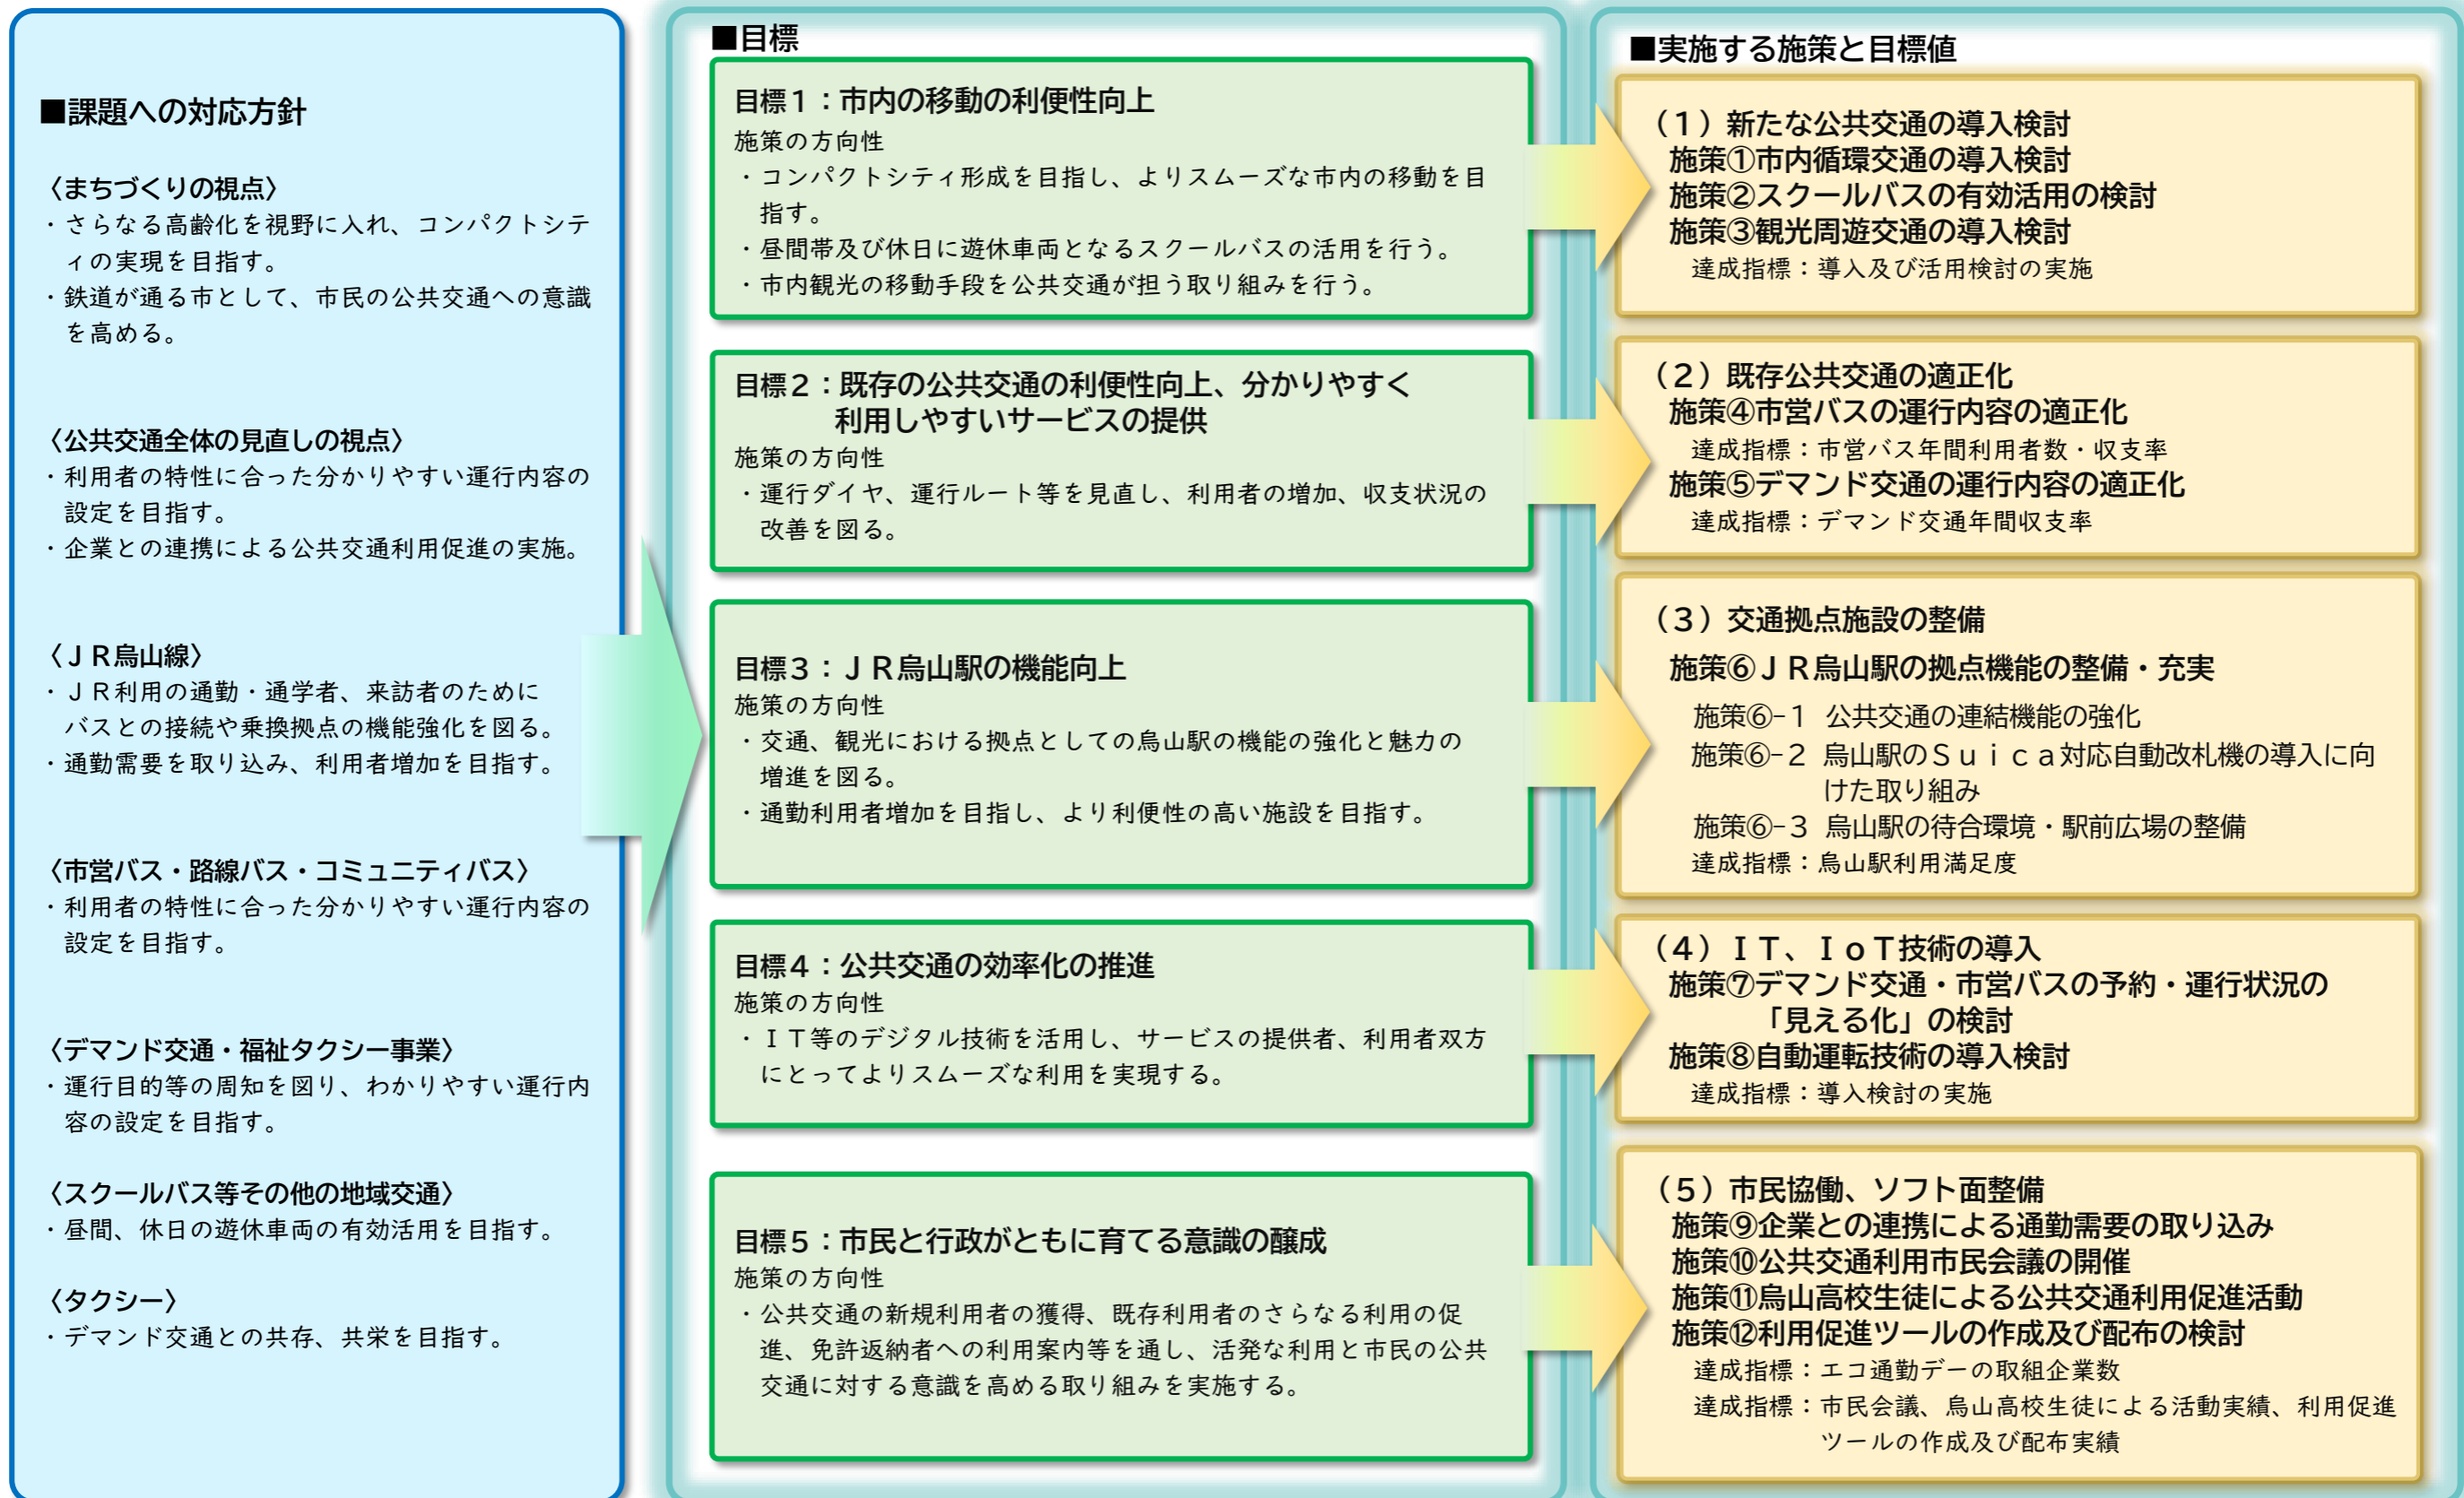 ■課題への対応方針
〈まちづくりの視点〉
・さらなる高齢化を視野に入れ、コンパクトシテ
ィの実現を目指す。
・鉄道が通る市として、市民の公共交通への意識
を高める。
〈公共交通全体の見直しの視点〉
・利用者の特性に合った分かりやすい運行内容の
設定を目指す。
・企業との連携による公共交通利用促進の実施。
〈ＪＲ烏山線〉
・ＪＲ利用の通勤・通学者、来訪者のために
バスとの接続や乗換拠点の機能強化を図る。
・通勤需要を取り込み、利用者増加を目指す。
〈市営バス・路線バス・コミュニティバス〉
・利用者の特性に合った分かりやすい運行内容の
設定を目指す。
〈デマンド交通・福祉タクシー事業〉
・運行目的等の周知を図り、わかりやすい運行内
容の設定を目指す。
〈スクールバス等その他の地域交通〉
・昼間、休日の遊休車両の有効活用を目指す。
〈タクシー〉
・デマンド交通との共存、共栄を目指す。
■目標
目標１：市内の移動の利便性向上
施策の方向性
・コンパクトシティ形成を目指し、よりスムーズな市内の移動を目
指す。
・昼間帯及び休日に遊休車両となるスクールバスの活用を行う。
・市内観光の移動手段を公共交通が担う取り組みを行う。
目標２：既存の公共交通の利便性向上、分かりやすく
利用しやすいサービスの提供
施策の方向性
・運行ダイヤ、運行ルート等を見直し、利用者の増加、収支状況の
改善を図る。
目標３：ＪＲ烏山駅の機能向上
施策の方向性
・交通、観光における拠点としての烏山駅の機能の強化と魅力の
増進を図る。
・通勤利用者増加を目指し、より利便性の高い施設を目指す。
目標４：公共交通の効率化の推進
施策の方向性
・ＩＴ等のデジタル技術を活用し、サービスの提供者、利用者双方
にとってよりスムーズな利用を実現する。
目標５：市民と行政がともに育てる意識の醸成
施策の方向性
・公共交通の新規利用者の獲得、既存利用者のさらなる利用の促
進、免許返納者への利用案内等を通し、活発な利用と市民の公共
交通に対する意識を高める取り組みを実施する。
■実施する施策と目標値
（１）新たな公共交通の導入検討
施策①市内循環交通の導入検討
施策②スクールバスの有効活用の検討
施策③観光周遊交通の導入検討
達成指標：導入及び活用検討の実施
（２）既存公共交通の適正化
施策④市営バスの運行内容の適正化
達成指標：市営バス年間利用者数・収支率
施策⑤デマンド交通の運行内容の適正化
達成指標：デマンド交通年間収支率
（３）交通拠点施設の整備
施策⑥ＪＲ烏山駅の拠点機能の整備・充実
施策⑥-１ 公共交通の連結機能の強化
施策⑥-２ 烏山駅のＳｕｉｃａ対応自動改札機の導入に向
けた取り組み
施策⑥-３ 烏山駅の待合環境・駅前広場の整備
達成指標：烏山駅利用満足度
（４）ＩＴ、ＩｏＴ技術の導入
施策⑦デマンド交通・市営バスの予約・運行状況の
「見える化」の検討
施策⑧自動運転技術の導入検討
達成指標：導入検討の実施
（５）市民協働、ソフト面整備
施策⑨企業との連携による通勤需要の取り込み
施策⑩公共交通利用市民会議の開催
施策⑪烏山高校生徒による公共交通利用促進活動
施策⑫利用促進ツールの作成及び配布の検討
達成指標：エコ通勤デーの取組企業数
達成指標：市民会議、烏山高校生徒による活動実績、利用促進
ツールの作成及び配布実績